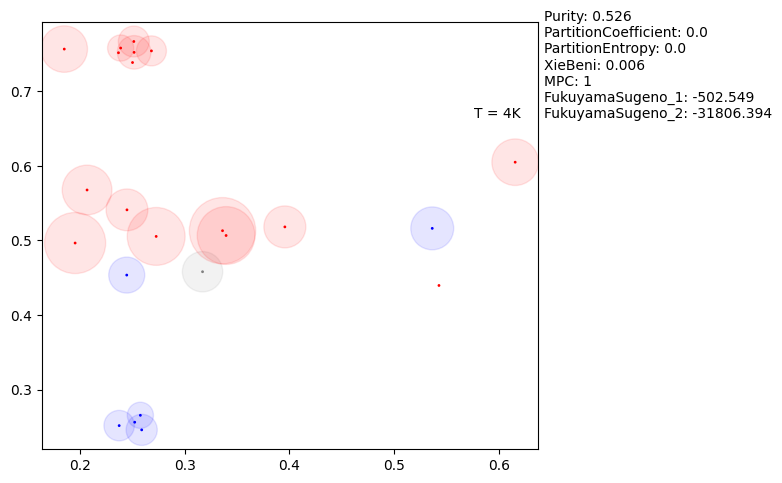 Purity: 0.526
PartitionCoefficient: 0.0
PartitionEntropy: 0.0
XieBeni: 0.006
MPC: 1
FukuyamaSugeno_1: -502.549
FukuyamaSugeno_2: -31806.394
T = 4K
0.7
0.6
0.5
0.4
0.3
0.2 0.3 0.4 0.5 0.6